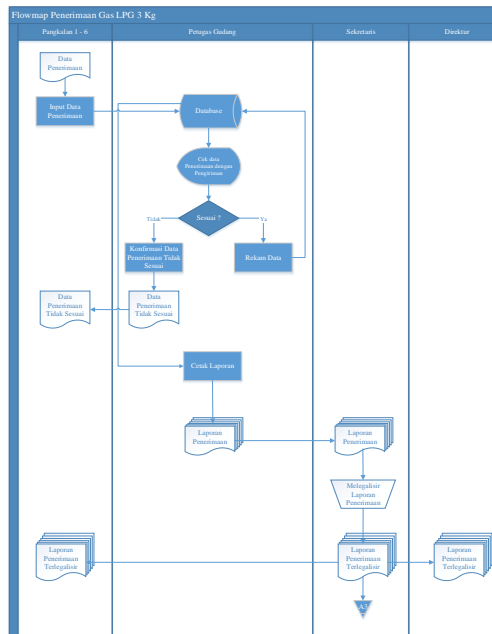 Flowmap Penerimaan Gas LPG 3 Kg
Pangkalan 1 - 6
Petugas Gudang
Sekretaris
Direktur
Data
Penerimaan
Input Data
Penerimaan
Database
Cek data
Penerimaan dengan
Pengiriman
Sesuai ?
Tidak
Ya
Konfirmasi Data
Penerimaan Tidak
Sesuai
Rekam Data
Data
Penerimaan
Tidak Sesuai
Data
Penerimaan
Tidak Sesuai
Cetak Laporan
Laporan
Penerimaan
Laporan
Penerimaan
Melegalisir
Laporan
Penerimaan
Laporan
Penerimaan
Terlegalisir
Laporan
Penerimaan
Terlegalisir
Laporan
Penerimaan
Terlegalisir